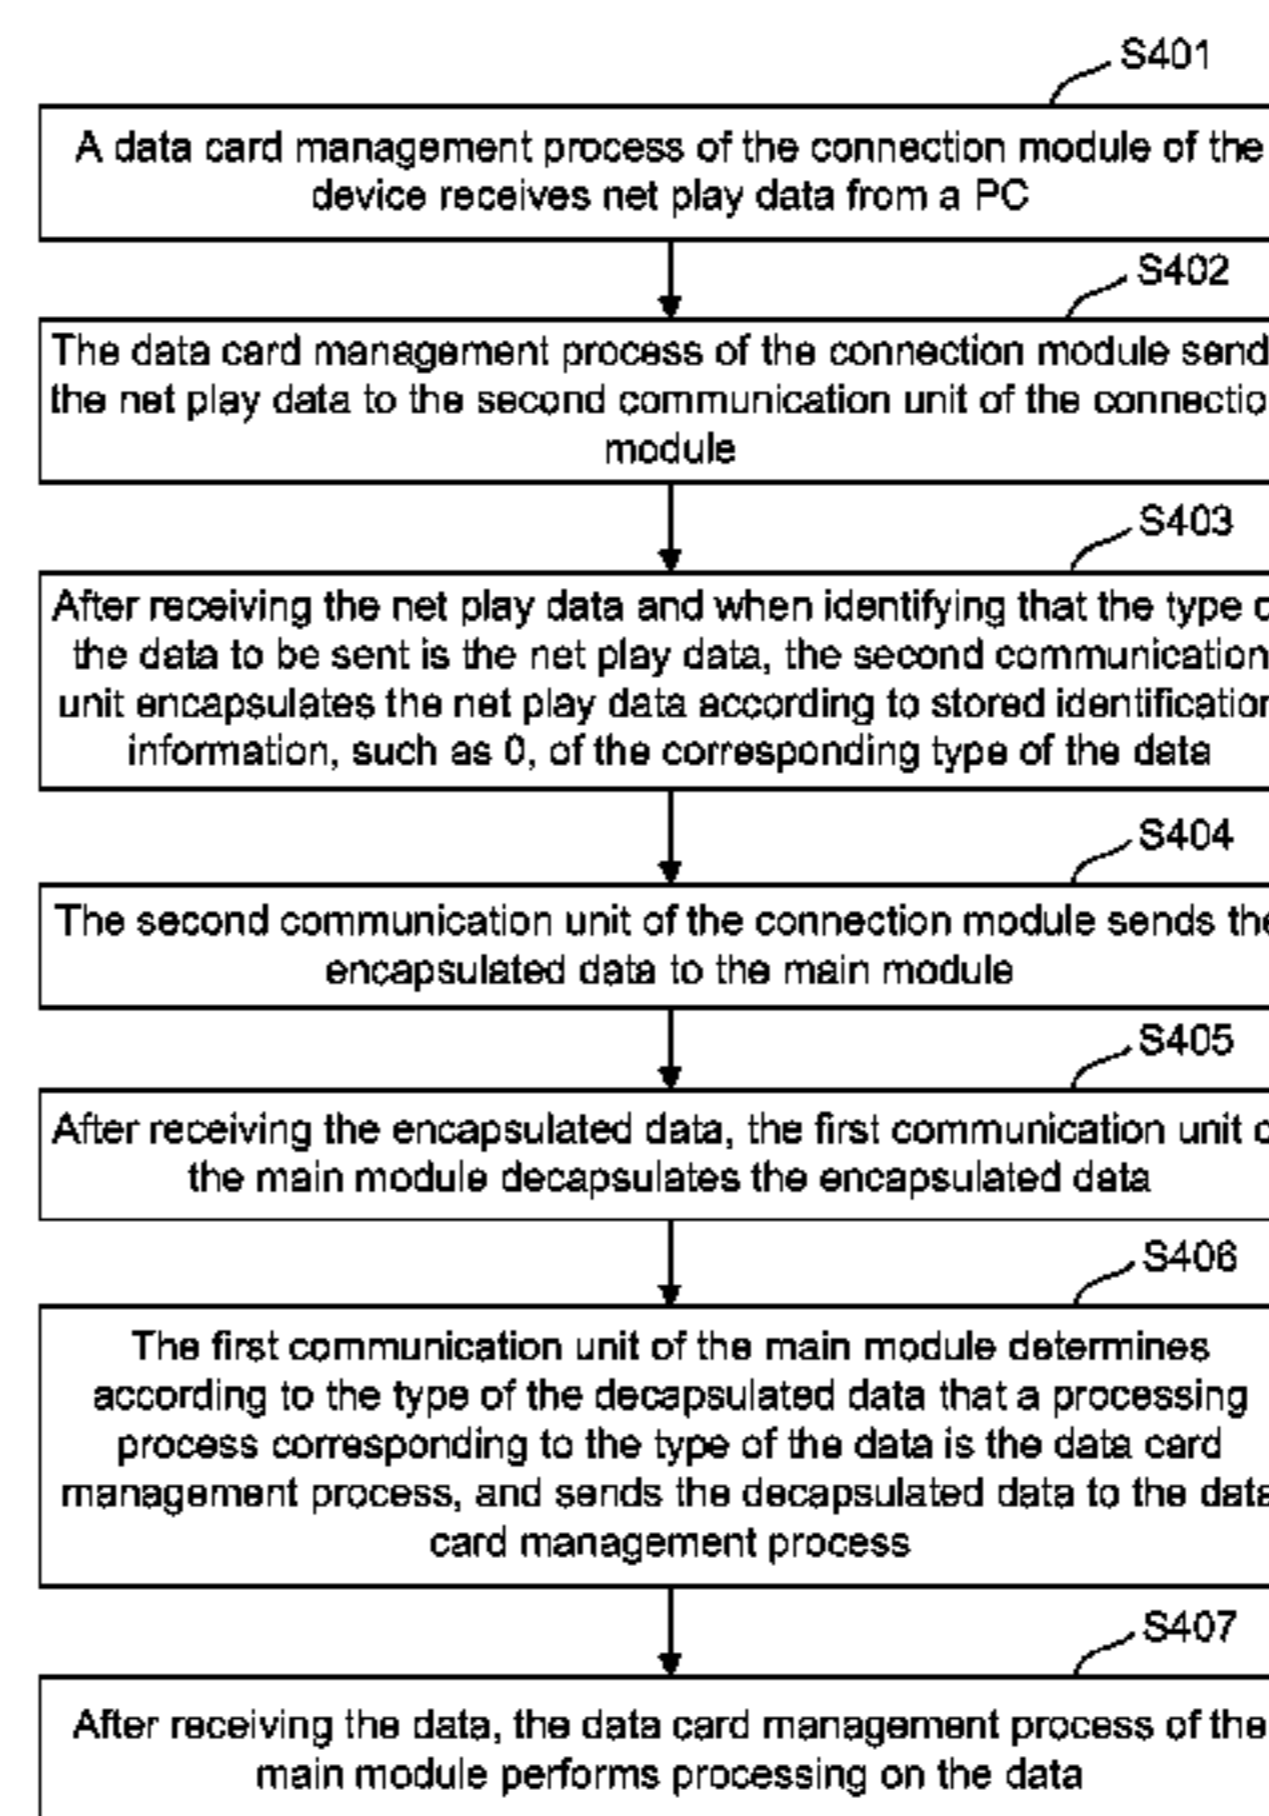 S401
A data card management process of the connection module of the
device receives net play data from a PC
S402
The data card management process of the connection module send
the net play data to the second communication unit of the connectio
module
S403
After receiving the net play data and when identifying that the type o
the data to be sent is the net play data, the second communication
unit encapsulates the net play data according to stored identification
information, such as 0, of the corresponding type of the data
S404
The second communication unit of the connection module sends the
encapsulated data to the main module
S405
After receiving the encapsulated data, the first communication unit o
the main module decapsulates the encapsulated data
S406
The first communication unit of the main module determines
according to the type of the decapsulated data that a processing
process corresponding to the type of the data is the data card
management process, and sends the decapsulated data to the data
card management process
S407
After receiving the data, the data card management process of the
main module performs processing on the data